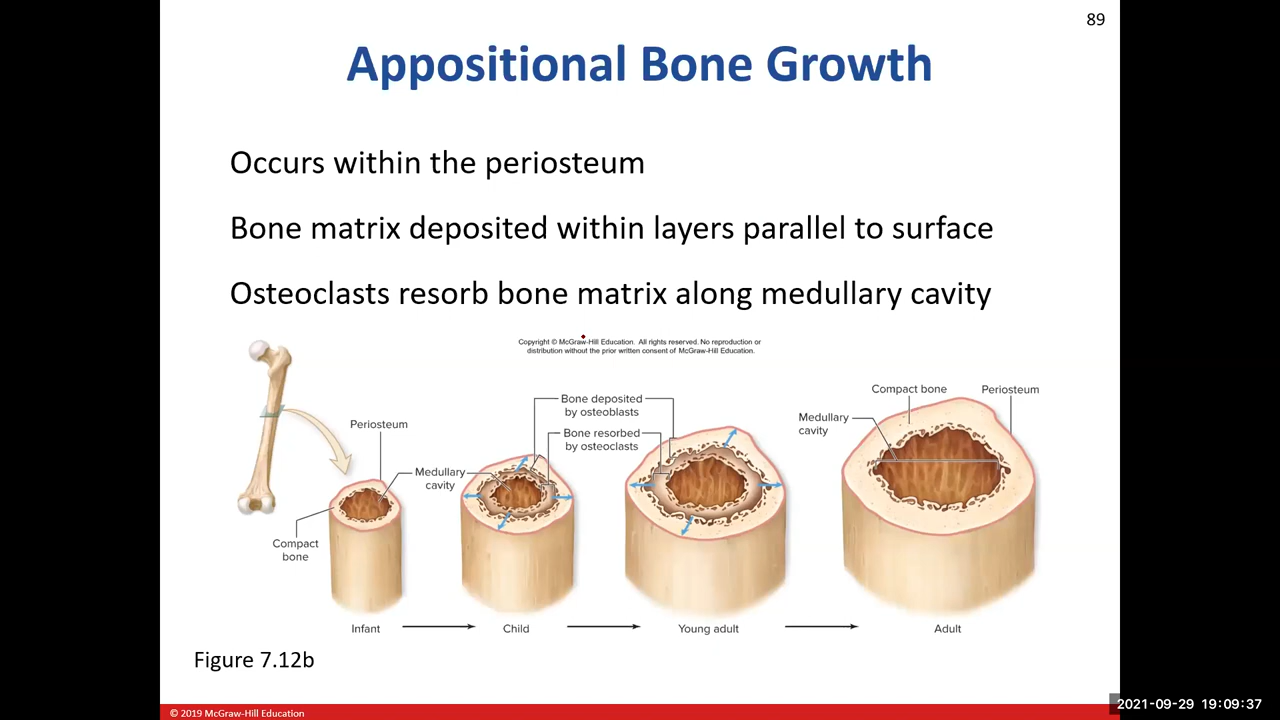 89
Appositional Bone Growth
Occurs within the periosteum
Bone matrix deposited within layers parallel to surface
Osteoclasts resorb bone matrix along medullary cavity
Copyright © McGraw-Hill Education. All rights reserved. No reproduction or
distribution without the prior written consent of McGraw-Hill Education.
Periosteum
Medullary
cavity
Compact
bone
Bone deposited
by osteoblasts
Bone resorbed
by osteoclasts
Compact bone
Periosteum
Medullary
cavity
Infant
Child
Young adult
Adult
Figure 7.12b
© 2019 McGraw-Hill Education
2021-09-29 19:09:37